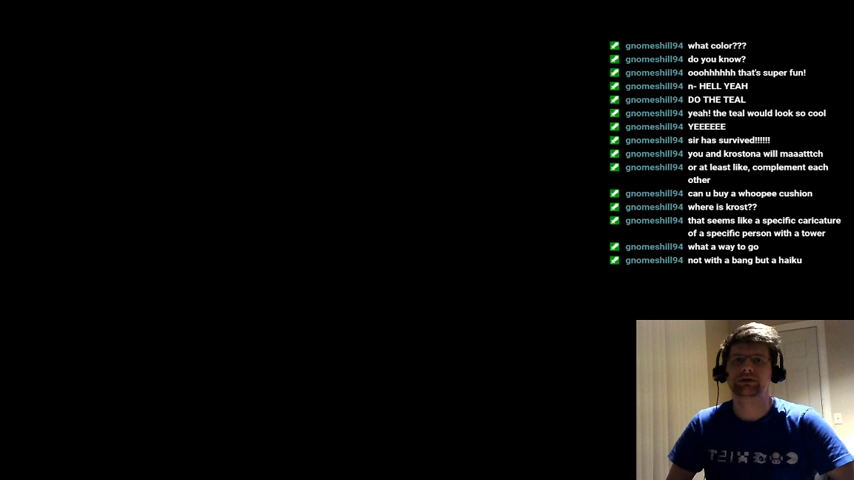 gnomeshill94 what color???
gnomeshill94 do you know?
gnomeshill94 ooohhhhhh that's super fun!
gnomeshill94 n- HELL YEAH
gnomeshill94 DO THE TEAL
gnomeshill94 yeah! the teal would look so cool
gnomeshill94 YEEEEEE
gnomeshill94 sir has survived!!!!!!
gnomeshill94 you and krostona will maaatttch
gnomeshill94 or at least like, complement each
other
gnomeshill94 can u buy a whoopee cushion
gnomeshill94 where is krost??
gnomeshill94 that seems like a specific caricature
of a specific person with a tower
gnomeshill94 what a way to go
gnomeshill94 not with a bang but a haiku